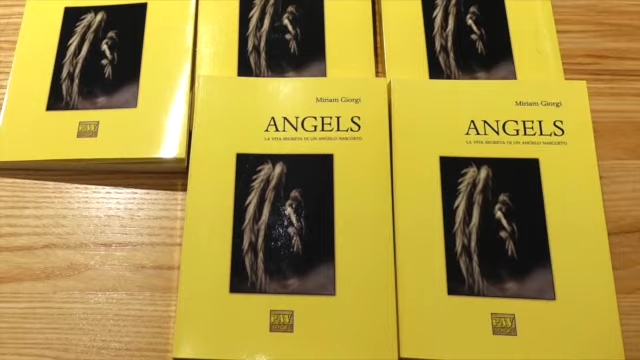 Miriam Giorgi
ANGELS
LA VITA SEGRETA DI UN ANGELO NASCOSTO
Miriam Giorgi
ANGELS
LA VITA SEGRETA DI UN ANGELO NASCOSTO